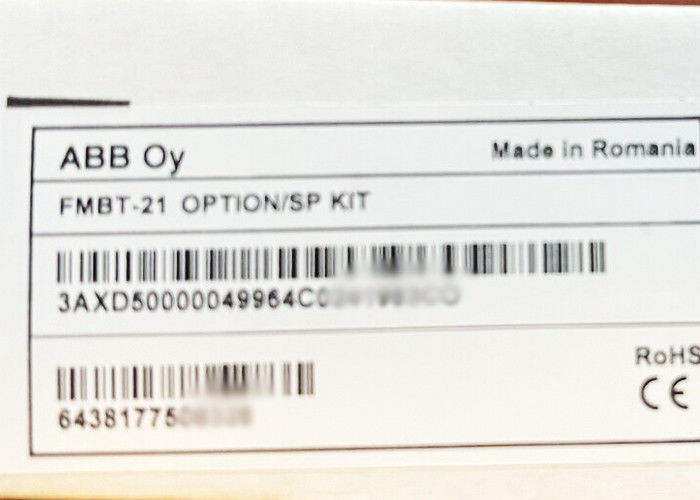 ABB Oy
Made in Romania
FMBT-21 OPTION/SP KIT
3AXD50000049964C
64381775
RoHS
CE